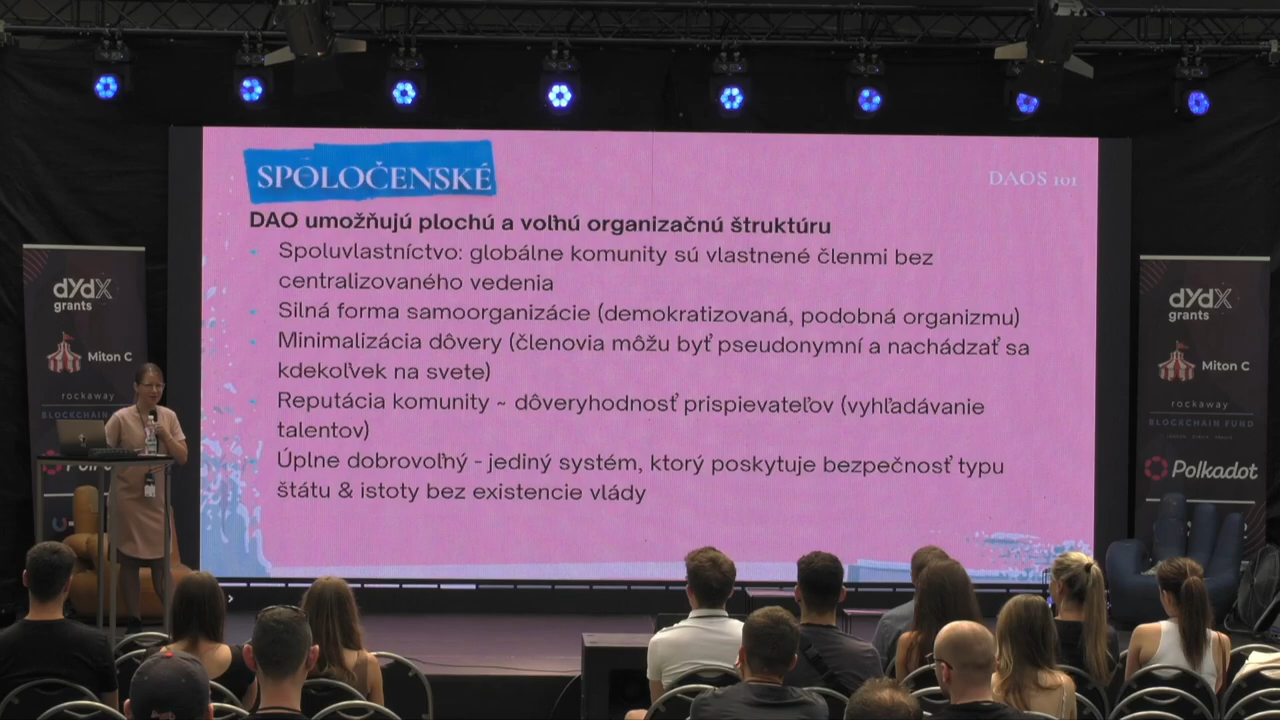 SPOLOČENSKÉ
DAOS 101
DAO umožňujú plochú a voľnú organizačnú štruktúru
Spoluvlastníctvo: globálne komunity sú vlastnené členmi bez
centralizovaného vedenia
Silná forma samoorganizácie (demokratizovaná, podobná organizmu)
Minimalizácia dôvery (členovia môžu byť pseudonymní a nachádzať sa
kdekoľvek na svete)
Reputácia komunity ~ dôveryhodnosť prispievateľov (vyhľadávanie
talentov)
Úplne dobrovoľný - jediný systém, ktorý poskytuje bezpečnosť typu
štátu & istoty bez existencie vlády
dYdX
grants
Miton C
rockaway
BLOCKCHAIN
dYdX
grants
Miton C
rockaway
BLOCKCHAIN FUND
Polkadot